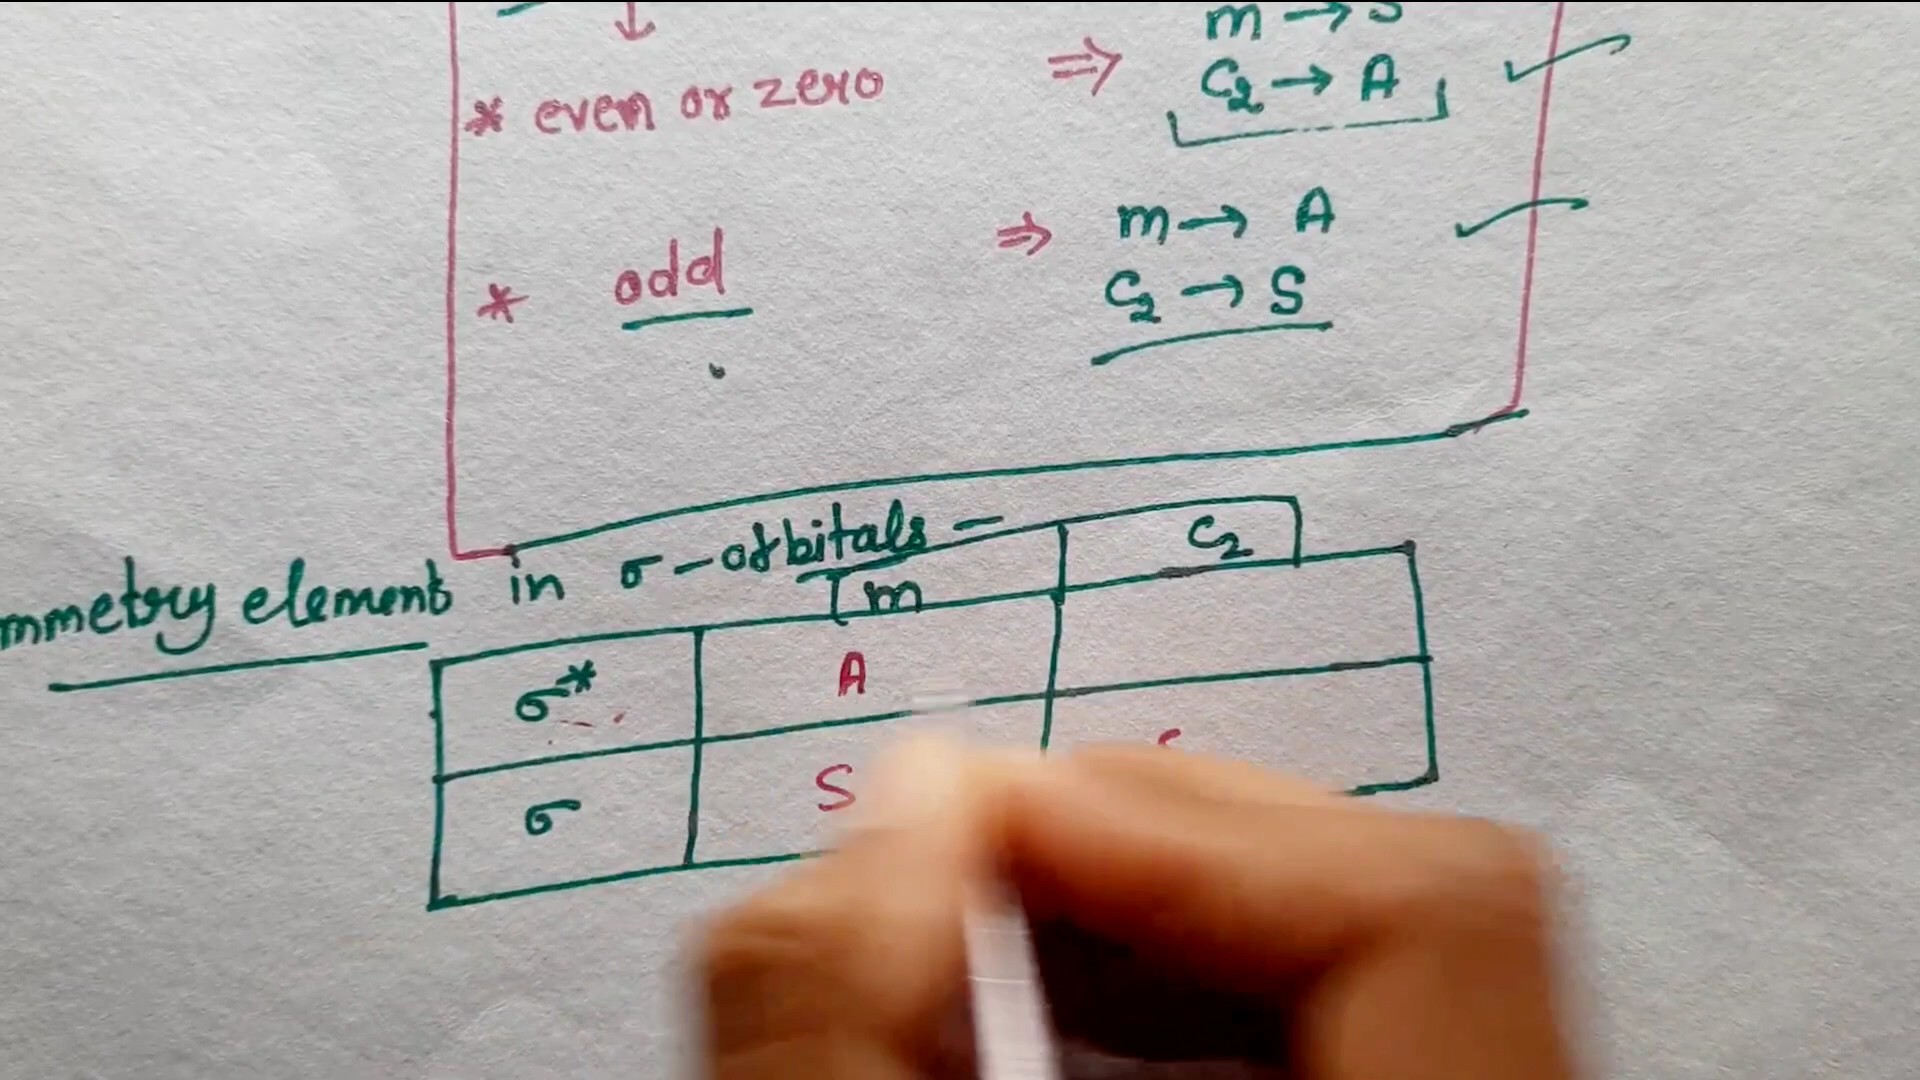 m → S
* even or zero ⇒ C₂ → A
* odd ⇒ m → A
C₂ → S
mmetry element in σ - orbitals -
m C₂
σ* A
σ S S